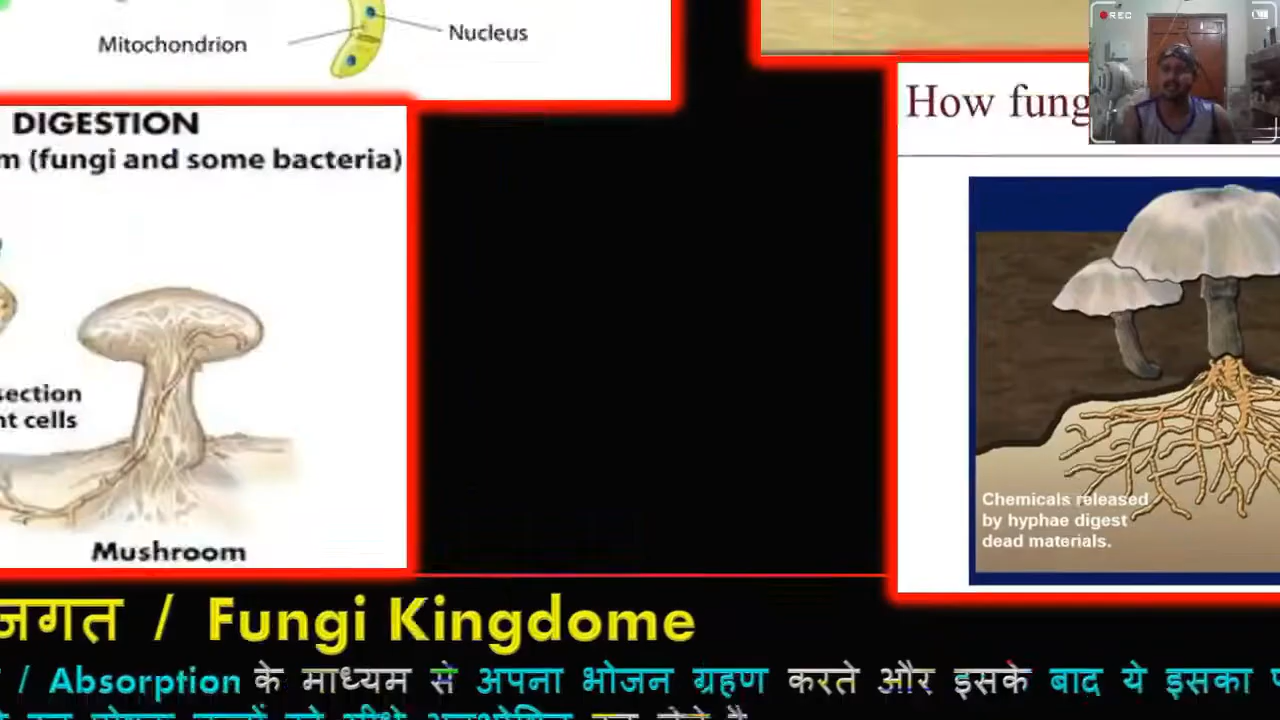 Mitochondrion
Nucleus
REC
DIGESTION
m (fungi and some bacteria)
How fung
section
nt cells
Mushroom
Chemicals released
by hyphae digest
dead materials.
जगत / Fungi Kingdome
/ Absorption के माध्यम से अपना भोजन ग्रहण करते और इसके बाद ये इसका